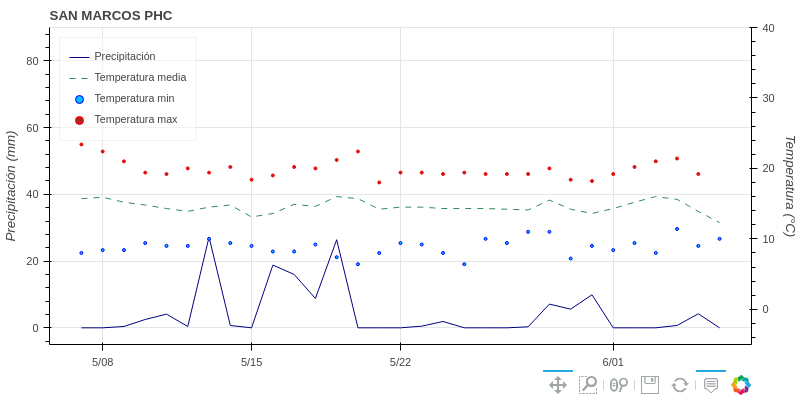 SAN MARCOS PHC
Precipitación
Temperatura media
Temperatura min
Temperatura max
Precipitación (mm)
80
60
40
20
0
Temperatura (°C)
40
30
20
10
0
5/08
5/15
5/22
6/01